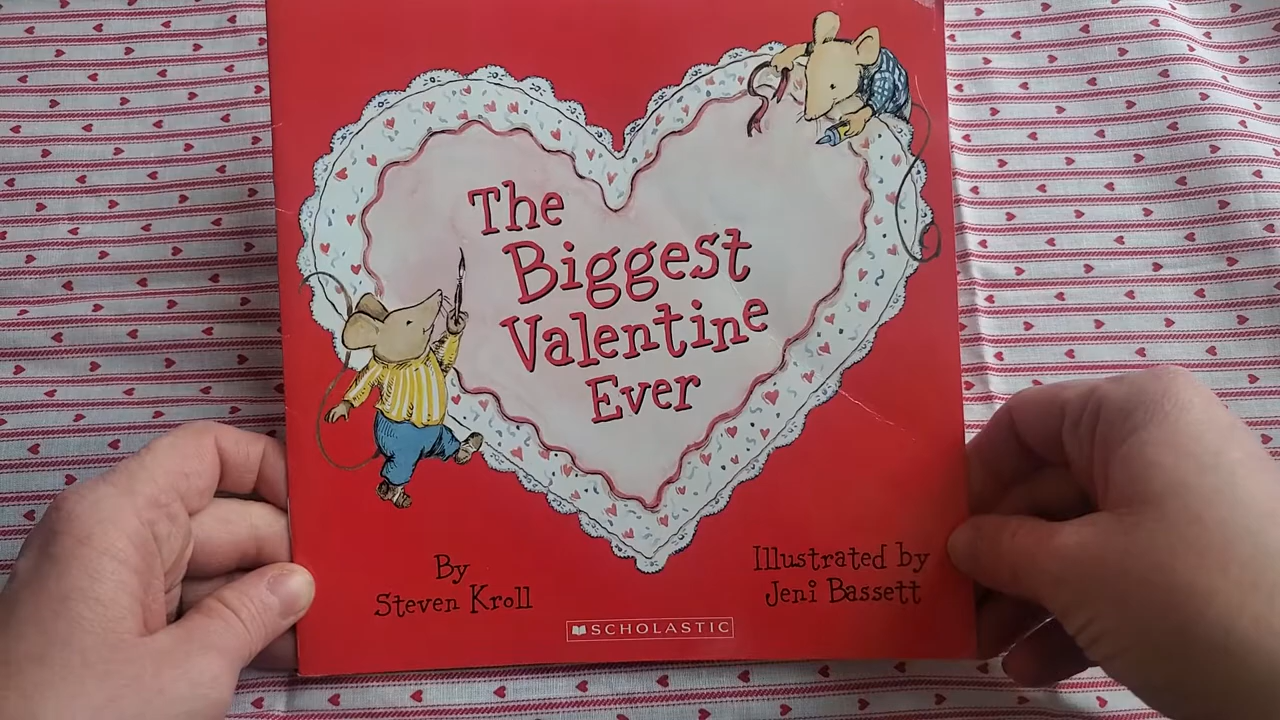 The
Biggest
Valentine
Ever
By
Steven Kroll
Illustrated by
Jeni Bassett
SCHOLASTIC